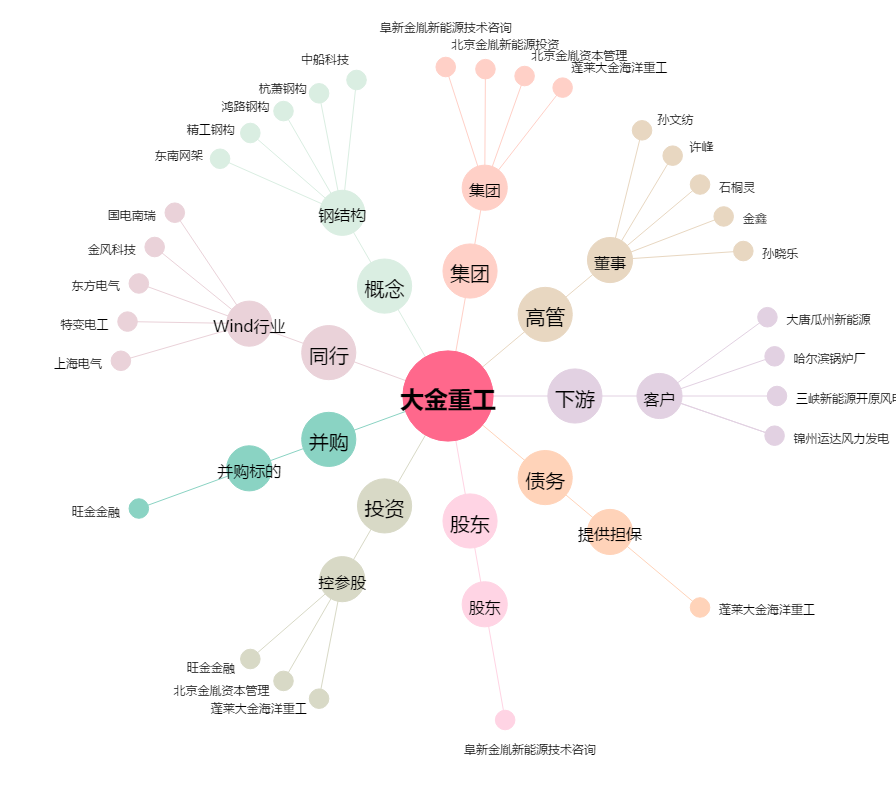 阜新金胤新能源技术咨询
北京金胤新能源投资
北京金胤资本管理
蓬莱大金海洋重工
中船科技
杭萧钢构
鸿路钢构
精工钢构
东南网架
孙文纺
许峰
石桐灵
金鑫
孙晓乐
集团
钢结构
董事
集团
概念
高管
国电南瑞
金风科技
东方电气
特变电工
上海电气
Wind行业
同行
大金重工
下游
客户
大唐瓜州新能源
哈尔滨锅炉厂
三峡新能源开原风电
锦州运达风力发电
并购
并购标的
旺金金融
投资
控参股
旺金金融
北京金胤资本管理
蓬莱大金海洋重工
股东
股东
阜新金胤新能源技术咨询
债务
提供担保
蓬莱大金海洋重工